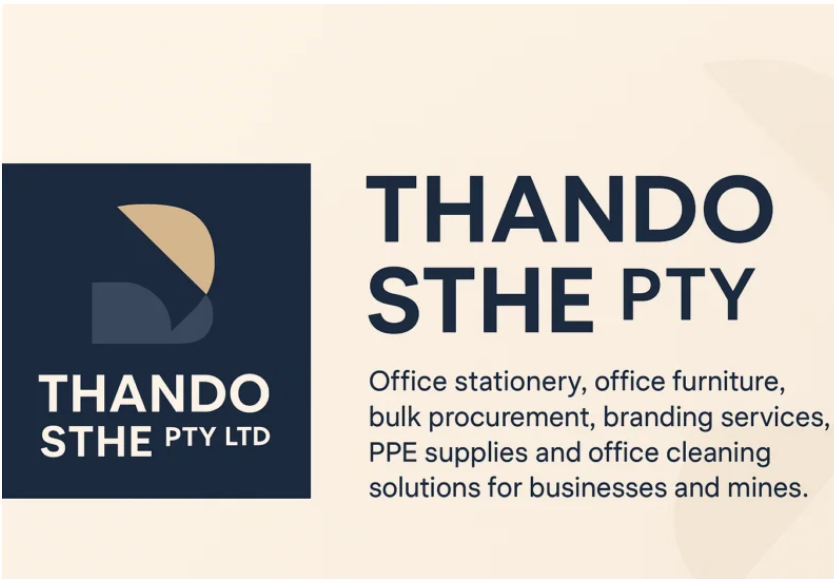 THANDO
STHE PTY LTD
THANDO
STHE PTY
Office stationery, office furniture,
bulk procurement, branding services,
PPE supplies and office cleaning
solutions for businesses and mines.